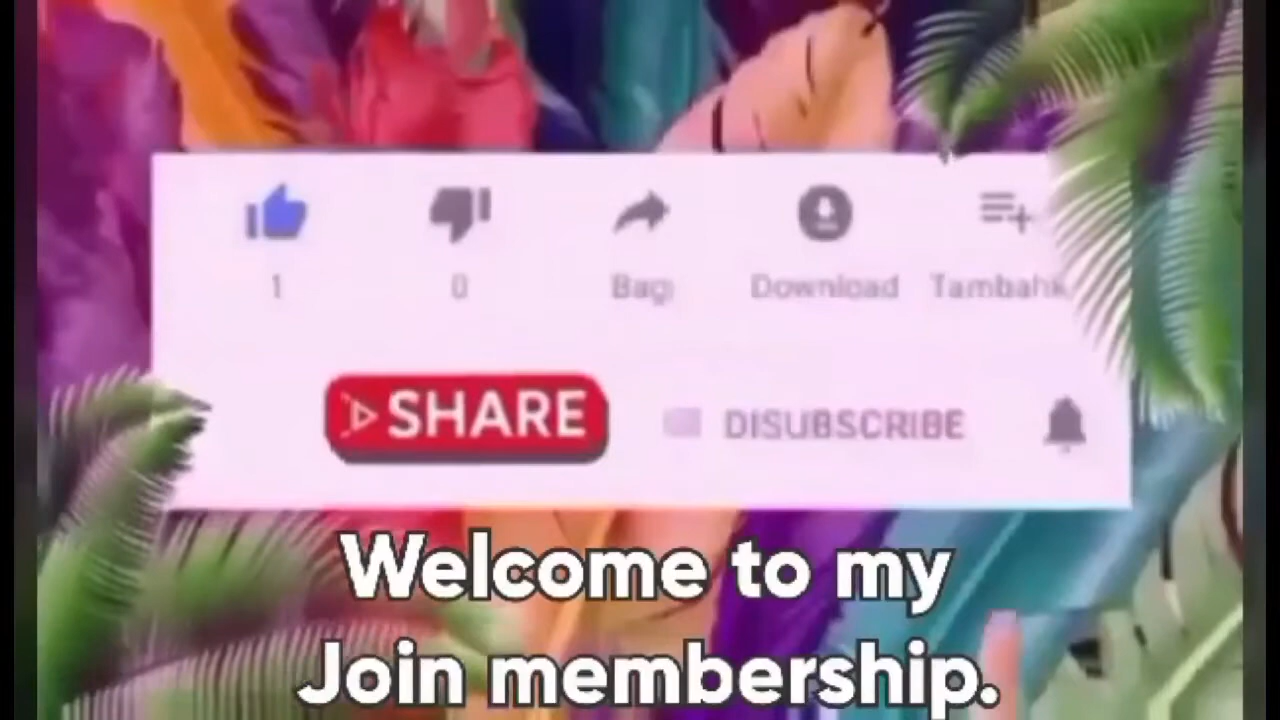 1
0
Bagi
Download
Tambahk
SHARE
DISUBSCRIBE
Welcome to my
Join membership.